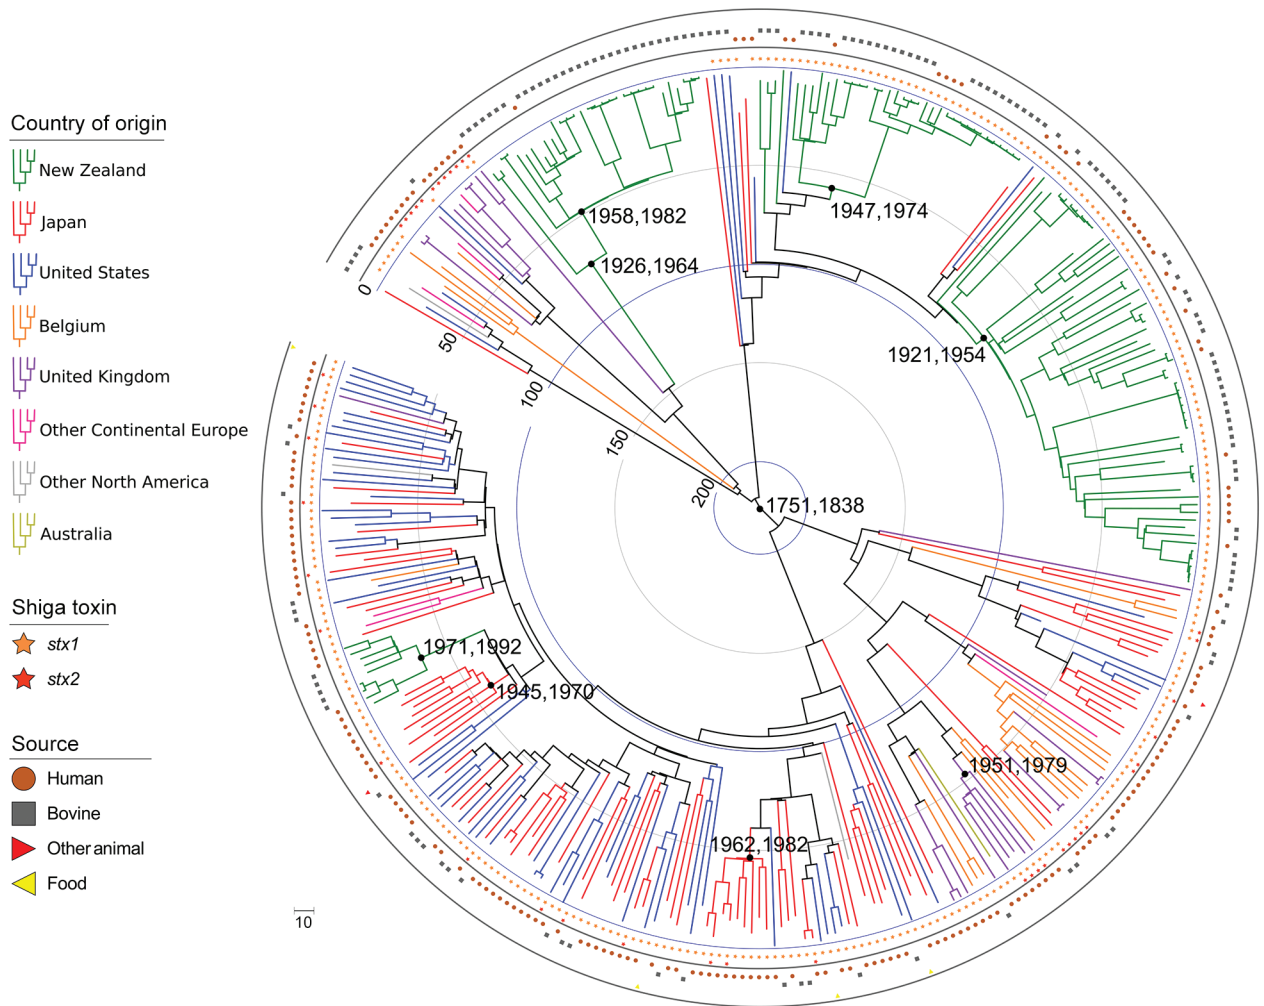 Country of origin
New Zealand
Japan
United States
Belgium
United Kingdom
Other Continental Europe
Other North America
Australia
Shiga toxin
stx1
stx2
Source
Human
Bovine
Other animal
Food
10
0
50
100
150
200
1958,1982
1926,1964
1947,1974
1921,1954
1751,1838
1971,1992
1945,1970
1951,1979
1962,1982